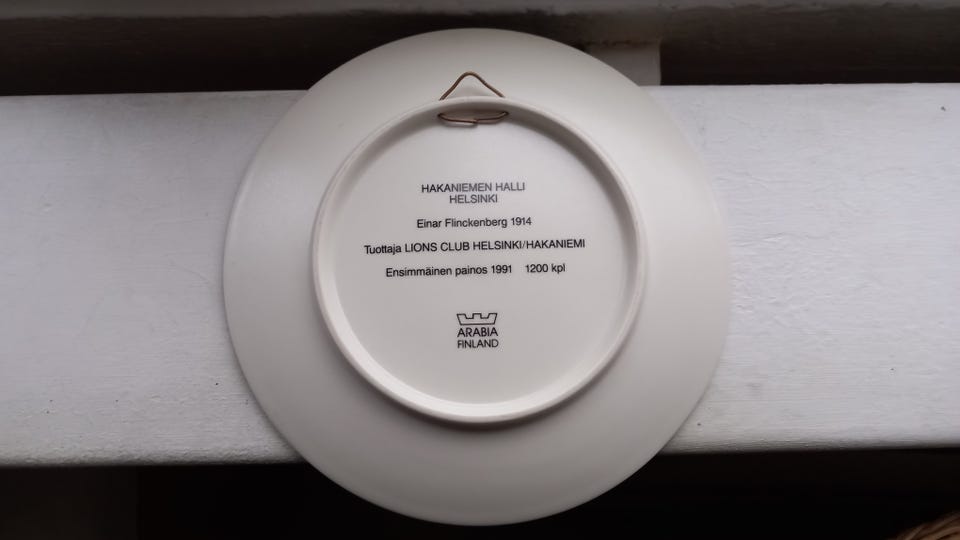 HAKANIEMEN HALLI
HELSINKI
Einar Flinckenberg 1914
Tuottaja LIONS CLUB HELSINKI/HAKANIEMI
Ensimmäinen painos 1991 1200 kpl
ARABIA
FINLAND